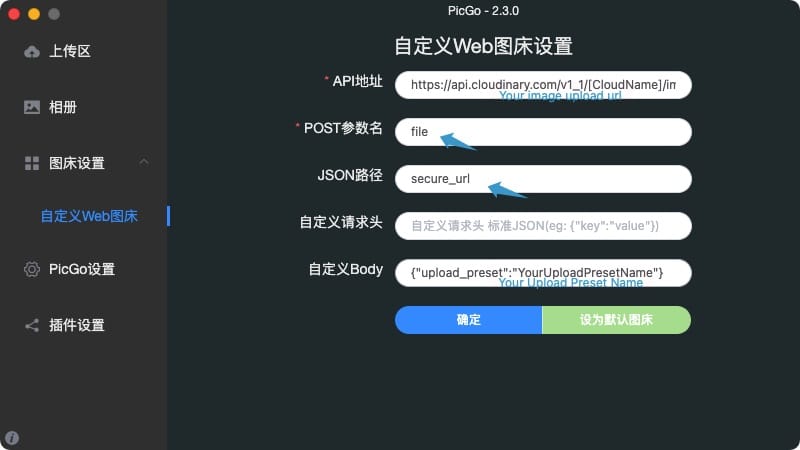 PicGo - 2.3.0
上传区
相册
图床设置
自定义Web图床
PicGo设置
插件设置
自定义Web图床设置
* API地址
https://api.cloudinary.com/v1_1/[CloudName]/im
Your image upload url
* POST参数名
file
JSON路径
secure_url
自定义请求头
自定义请求头 标准JSON(eg: {"key":"value"})
自定义Body
{"upload_preset":"YourUploadPresetName"}
Your Upload Preset Name
确定
设为默认图床